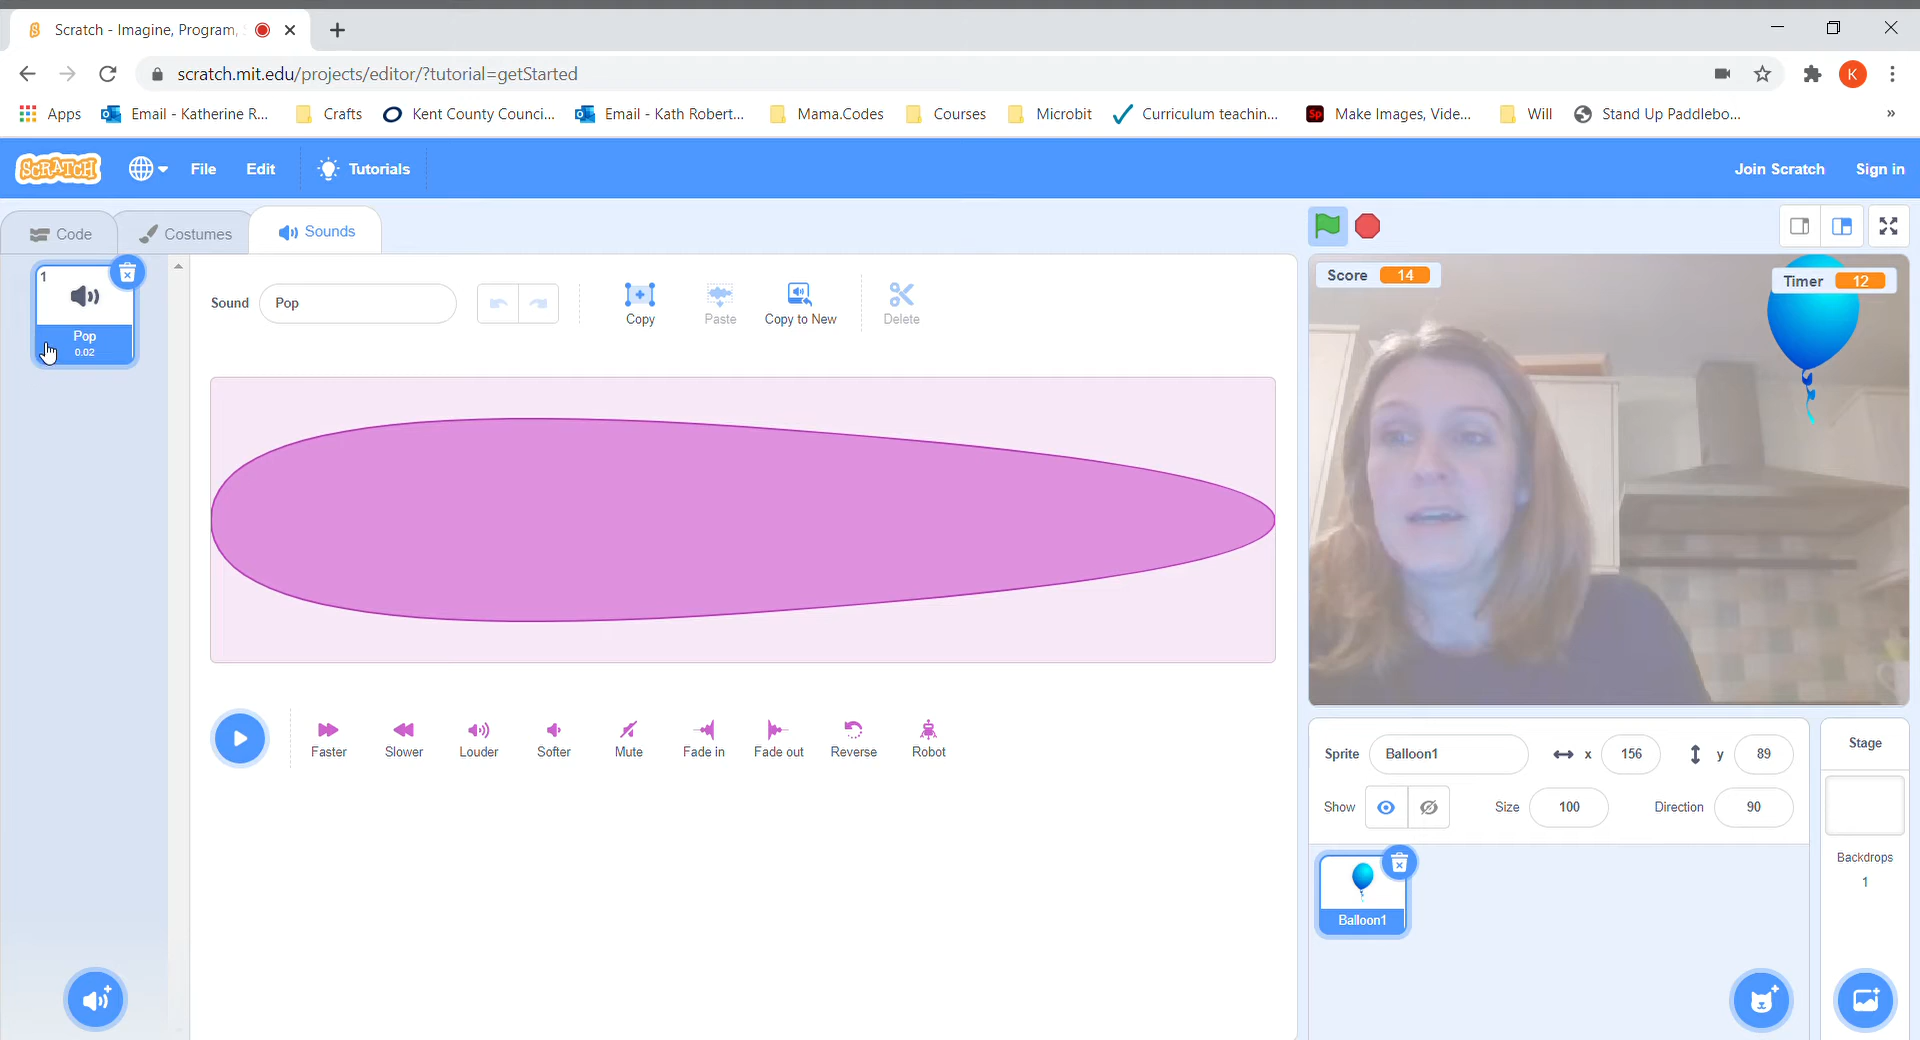 Scratch - Imagine, Program,
scratch.mit.edu/projects/editor/?tutorial=getStarted
K
Apps Email - Katherine R... Crafts Kent County Counci... Email - Kath Robert... Mama.Codes Courses Microbit Curriculum teachin... Sp Make Images, Vide... Will Stand Up Paddlebo... »
SCRATCH File Edit Tutorials Join Scratch Sign in
Code Costumes Sounds
1
Pop
0.02
Sound Pop Copy Paste Copy to New Delete
Faster Slower Louder Softer Mute Fade in Fade out Reverse Robot
Score 14 Timer 12
Sprite Balloon1 x 156 y 89
Show Size 100 Direction 90
Balloon1
Stage
Backdrops
1